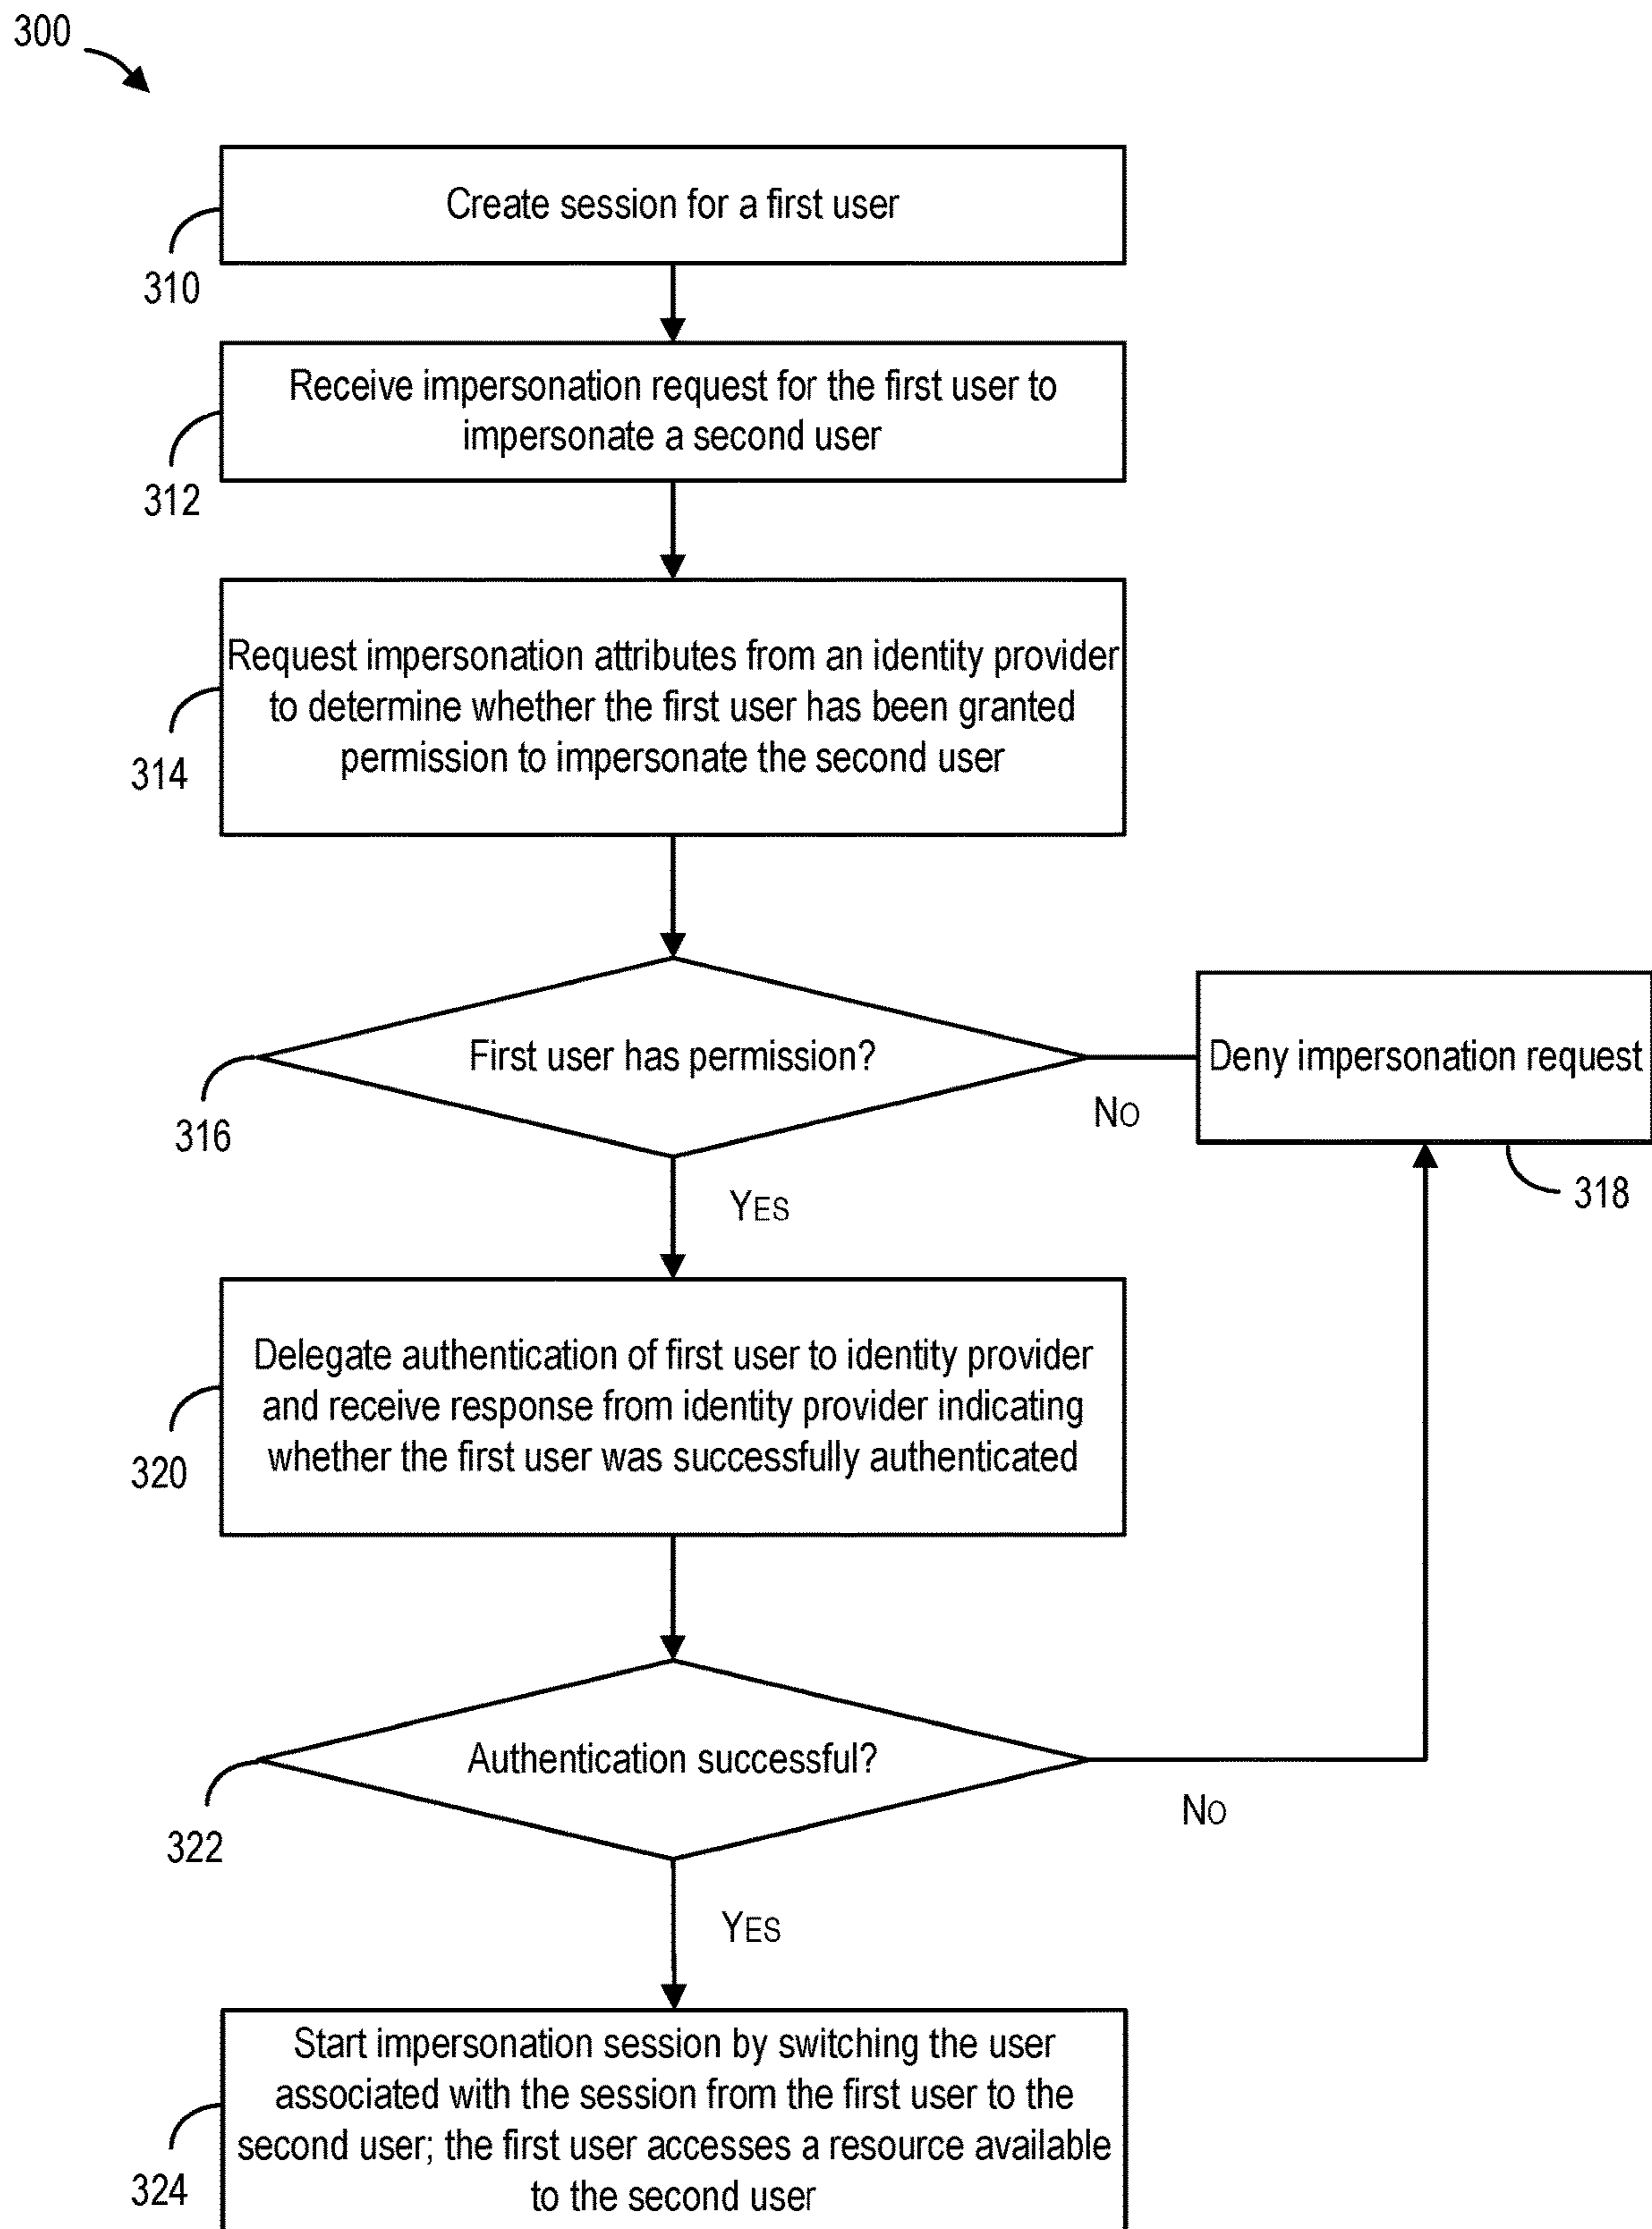 300
Create session for a first user
310
Receive impersonation request for the first user to
impersonate a second user
312
Request impersonation attributes from an identity provider
to determine whether the first user has been granted
permission to impersonate the second user
314
First user has permission?
316
NO
Deny impersonation request
318
YES
Delegate authentication of first user to identity provider
and receive response from identity provider indicating
whether the first user was successfully authenticated
320
Authentication successful?
322
NO
YES
Start impersonation session by switching the user
associated with the session from the first user to the
second user; the first user accesses a resource available
to the second user
324